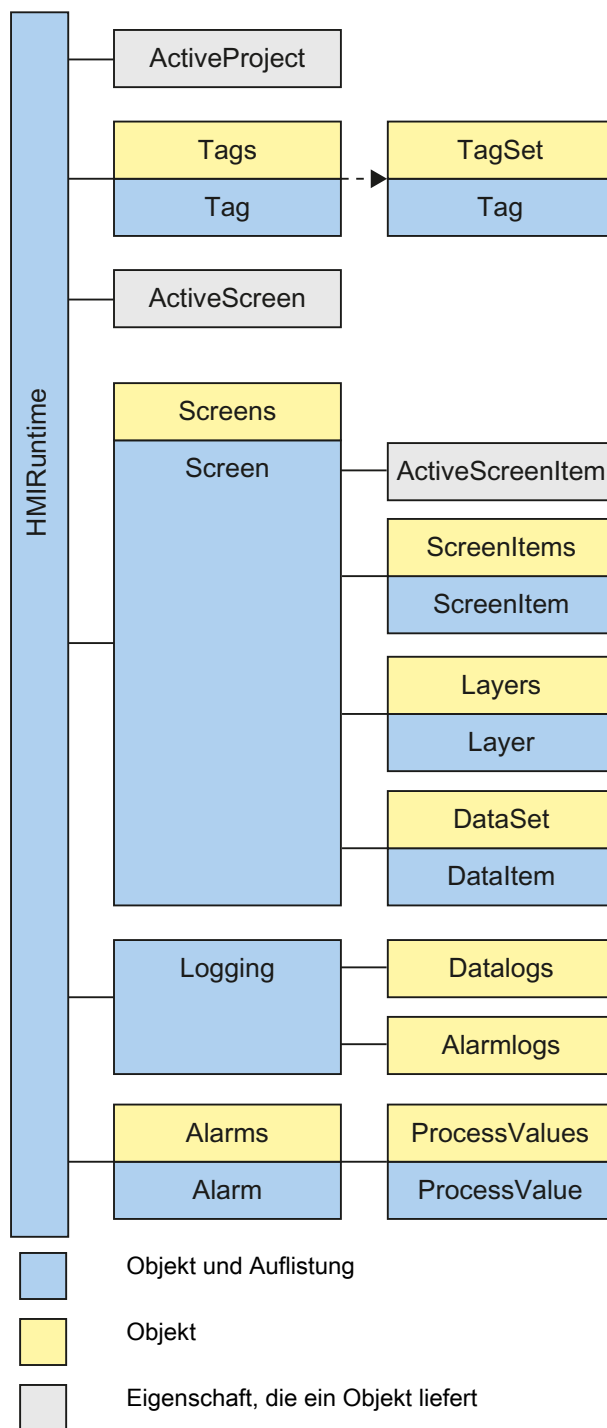 HMIRuntime
ActiveProject
Tags
Tag
TagSet
Tag
ActiveScreen
Screens
Screen
ActiveScreenItem
ScreenItems
ScreenItem
Layers
Layer
DataSet
DataItem
Logging
Datalogs
Alarmlogs
Alarms
Alarm
ProcessValues
ProcessValue
Objekt und Auflistung
Objekt
Eigenschaft, die ein Objekt liefert